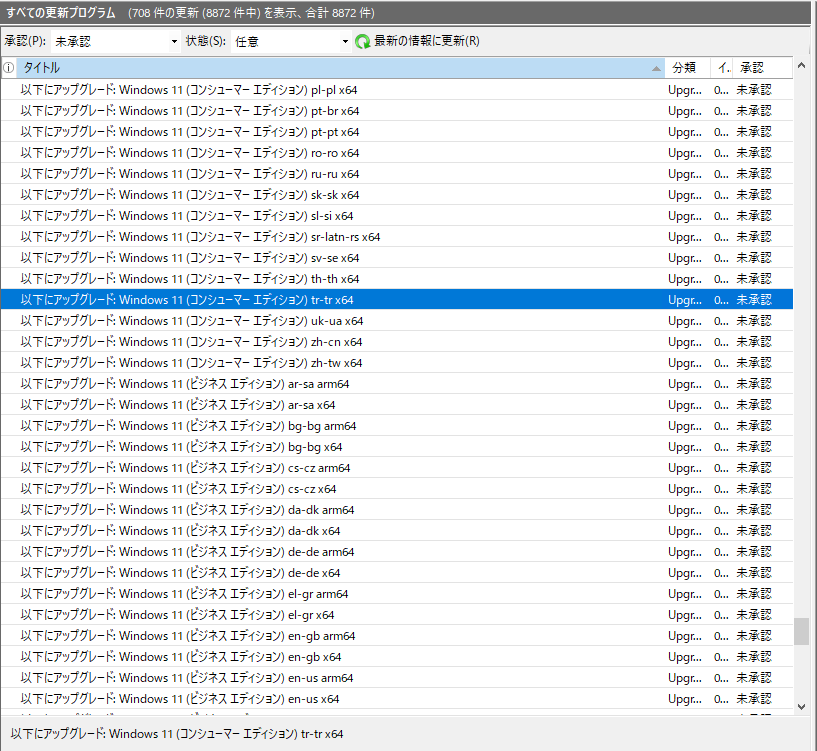 すべての更新プログラム (708 件の更新 (8872 件中) を表示、合計 8872 件)
承認(P): 未承認 状態(S): 任意 最新の情報に更新(R)
タイトル 分類 イ.. 承認
以下にアップグレード: Windows 11 (コンシューマー エディション) pl-pl x64 Upgr... 0... 未承認
以下にアップグレード: Windows 11 (コンシューマー エディション) pt-br x64 Upgr... 0... 未承認
以下にアップグレード: Windows 11 (コンシューマー エディション) pt-pt x64 Upgr... 0... 未承認
以下にアップグレード: Windows 11 (コンシューマー エディション) ro-ro x64 Upgr... 0... 未承認
以下にアップグレード: Windows 11 (コンシューマー エディション) ru-ru x64 Upgr... 0... 未承認
以下にアップグレード: Windows 11 (コンシューマー エディション) sk-sk x64 Upgr... 0... 未承認
以下にアップグレード: Windows 11 (コンシューマー エディション) sl-si x64 Upgr... 0... 未承認
以下にアップグレード: Windows 11 (コンシューマー エディション) sr-latn-rs x64 Upgr... 0... 未承認
以下にアップグレード: Windows 11 (コンシューマー エディション) sv-se x64 Upgr... 0... 未承認
以下にアップグレード: Windows 11 (コンシューマー エディション) th-th x64 Upgr... 0... 未承認
以下にアップグレード: Windows 11 (コンシューマー エディション) tr-tr x64 Upgr... 0... 未承認
以下にアップグレード: Windows 11 (コンシューマー エディション) uk-ua x64 Upgr... 0... 未承認
以下にアップグレード: Windows 11 (コンシューマー エディション) zh-cn x64 Upgr... 0... 未承認
以下にアップグレード: Windows 11 (コンシューマー エディション) zh-tw x64 Upgr... 0... 未承認
以下にアップグレード: Windows 11 (ビジネス エディション) ar-sa arm64 Upgr... 0... 未承認
以下にアップグレード: Windows 11 (ビジネス エディション) ar-sa x64 Upgr... 0... 未承認
以下にアップグレード: Windows 11 (ビジネス エディション) bg-bg arm64 Upgr... 0... 未承認
以下にアップグレード: Windows 11 (ビジネス エディション) bg-bg x64 Upgr... 0... 未承認
以下にアップグレード: Windows 11 (ビジネス エディション) cs-cz arm64 Upgr... 0... 未承認
以下にアップグレード: Windows 11 (ビジネス エディション) cs-cz x64 Upgr... 0... 未承認
以下にアップグレード: Windows 11 (ビジネス エディション) da-dk arm64 Upgr... 0... 未承認
以下にアップグレード: Windows 11 (ビジネス エディション) da-dk x64 Upgr... 0... 未承認
以下にアップグレード: Windows 11 (ビジネス エディション) de-de arm64 Upgr... 0... 未承認
以下にアップグレード: Windows 11 (ビジネス エディション) de-de x64 Upgr... 0... 未承認
以下にアップグレード: Windows 11 (ビジネス エディション) el-gr arm64 Upgr... 0... 未承認
以下にアップグレード: Windows 11 (ビジネス エディション) el-gr x64 Upgr... 0... 未承認
以下にアップグレード: Windows 11 (ビジネス エディション) en-gb arm64 Upgr... 0... 未承認
以下にアップグレード: Windows 11 (ビジネス エディション) en-gb x64 Upgr... 0... 未承認
以下にアップグレード: Windows 11 (ビジネス エディション) en-us arm64 Upgr... 0... 未承認
以下にアップグレード: Windows 11 (ビジネス エディション) en-us x64 Upgr... 0... 未承認
以下にアップグレード: Windows 11 (コンシューマー エディション) tr-tr x64